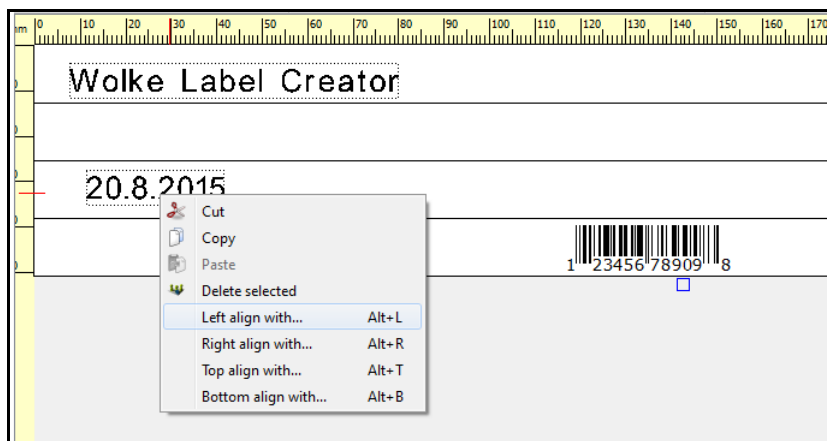 mm 0 10 20 30 40 50 60 70 80 90 100 110 120 130 140 150 160 170
Wolke Label Creator
20.8.2015
Cut
Copy
Paste
Delete selected
Left align with... Alt+L
Right align with... Alt+R
Top align with... Alt+T
Bottom align with... Alt+B
1 23456 78909 8